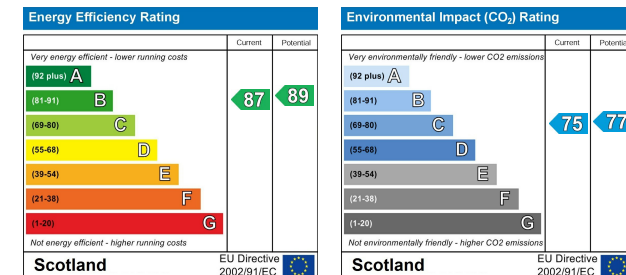 Energy Efficiency Rating
Current Potential
Very energy efficient - lower running costs
(92 plus) A
(81-91) B
87 89
(69-80) C
(55-68) D
(39-54) E
(21-38) F
(1-20) G
Not energy efficient - higher running costs
Scotland
EU Directive
2002/91/EC
Environmental Impact (CO2) Rating
Current Potential
Very environmentally friendly - lower CO2 emissions
(92 plus) A
(81-91) B
(69-80) C
75 77
(55-68) D
(39-54) E
(21-38) F
(1-20) G
Not environmentally friendly - higher CO2 emissions
Scotland
EU Directive
2002/91/EC